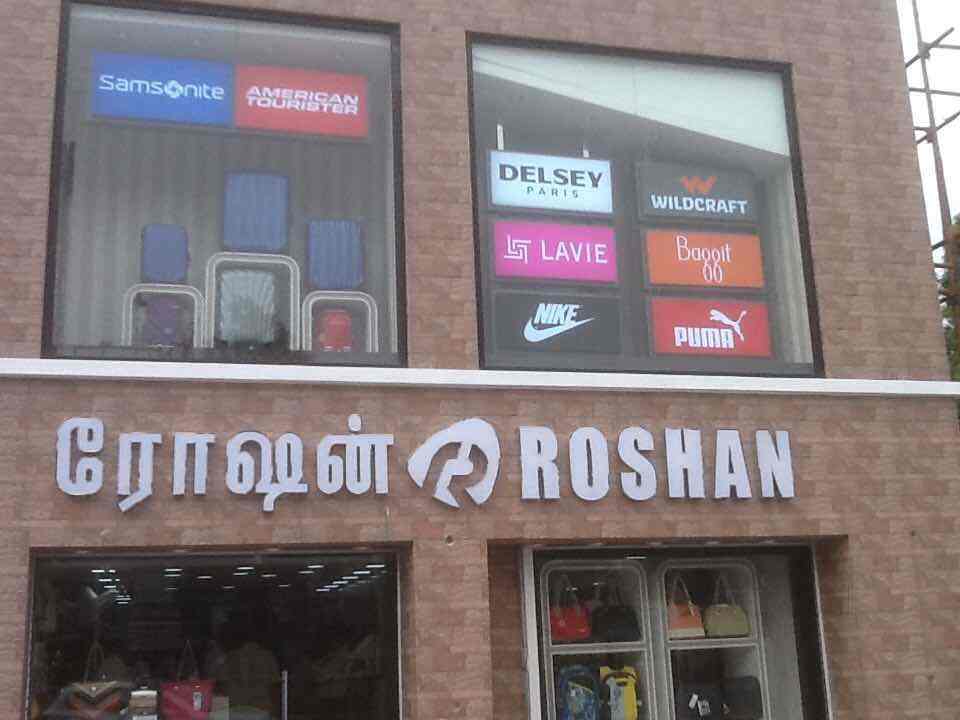 Samsonite
AMERICAN
TOURISTER
DELSEY
PARIS
WILDCRAFT
LAVIE
Baggit
NIKE
PUMA
ரோஷன் ROSHAN